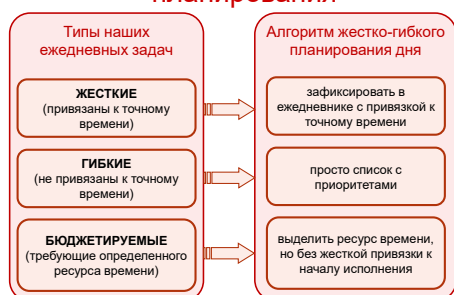 планирования
Типы наших
ежедневных задач
ЖЕСТКИЕ
(привязаны к точному
времени)
ГИБКИЕ
(не привязаны к точному
времени)
БЮДЖЕТИРУЕМЫЕ
(требующие определенного
ресурса времени)
Алгоритм жестко-гибкого
планирования дня
зафиксировать в
ежедневнике с привязкой к
точному времени
просто список с
приоритетами
выделить ресурс времени,
но без жесткой привязки к
началу исполнения